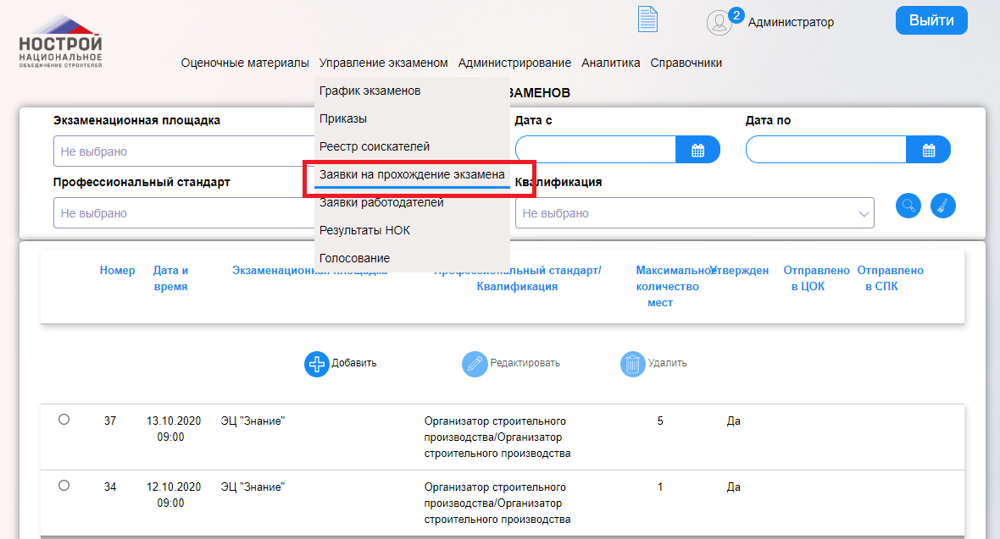 НОСТРОЙ
НАЦИОНАЛЬНОЕ
ОБЪЕДИНЕНИЕ СТРОИТЕЛЕЙ
2
Администратор
Выйти
Оценочные материалы Управление экзаменом Администрирование Аналитика Справочники
График экзаменов
Приказы
Реестр соискателей
Заявки на прохождение экзамена
Заявки работодателей
Результаты НОК
Голосование
ЗАМЕНОВ
Экзаменационная площадка
Дата с
Дата по
Не выбрано
Профессиональный стандарт
Квалификация
Не выбрано
Не выбрано
Номер
Дата и
время
Экзаменационная площадка
Профессиональный стандарт/
Квалификация
Максимальное
количество
мест
Утвержден
Отправлено
в ЦОК
Отправлено
в СПК
Добавить
Редактировать
Удалить
37
13.10.2020
09:00
ЭЦ "Знание"
Организатор строительного
производства/Организатор
строительного производства
5
Да
34
12.10.2020
09:00
ЭЦ "Знание"
Организатор строительного
производства/Организатор
строительного производства
1
Да